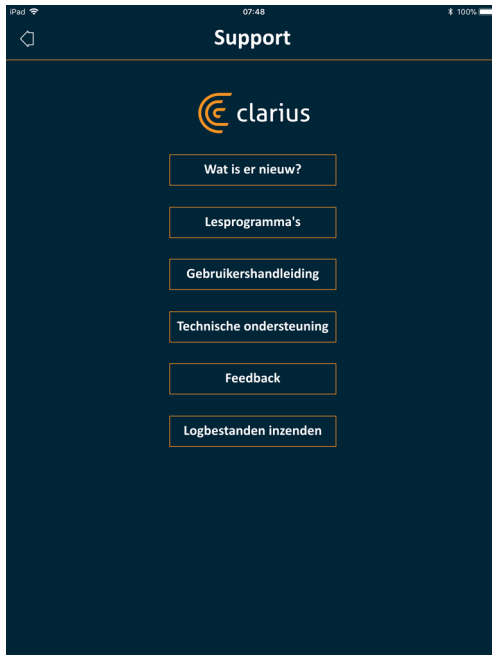 iPad 07:48 100%
Support
clarius
Wat is er nieuw?
Lesprogramma's
Gebruikershandleiding
Technische ondersteuning
Feedback
Logbestanden inzenden